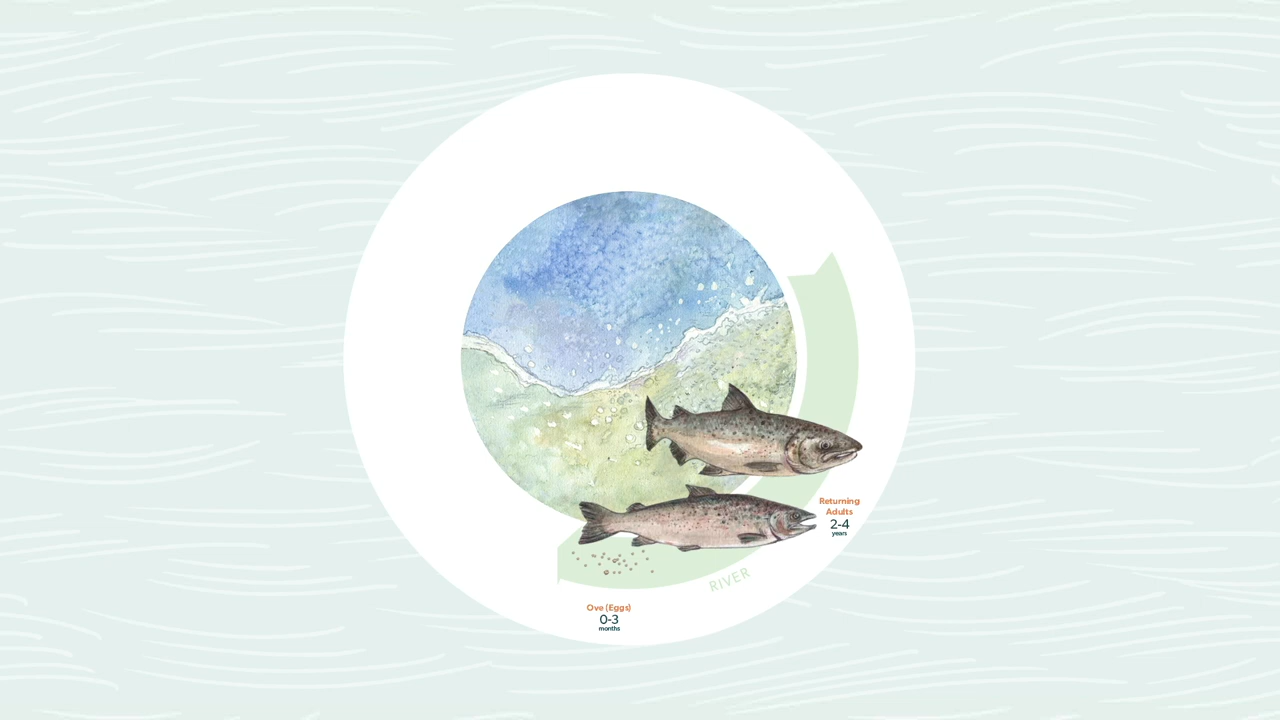 Returning
Adults
2-4
years
RIVER
Ove (Eggs)
0-3
months